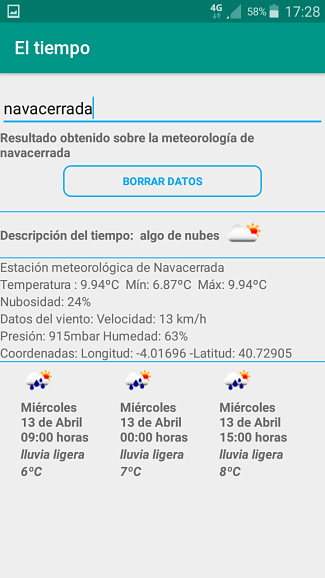 4G 58% 17:28
El tiempo
navacerrada
Resultado obtenido sobre la meteorología de
navacerrada
BORRAR DATOS
Descripción del tiempo: algo de nubes
Estación meteorológica de Navacerrada
Temperatura : 9.94ºC Mín: 6.87ºC Máx: 9.94ºC
Nubosidad: 24%
Datos del viento: Velocidad: 13 km/h
Presión: 915mbar Humedad: 63%
Coordenadas: Longitud: -4.01696 -Latitud: 40.72905
Miércoles
13 de Abril
09:00 horas
lluvia ligera
6ºC
Miércoles
13 de Abril
00:00 horas
lluvia ligera
7ºC
Miércoles
13 de Abril
15:00 horas
lluvia ligera
8ºC